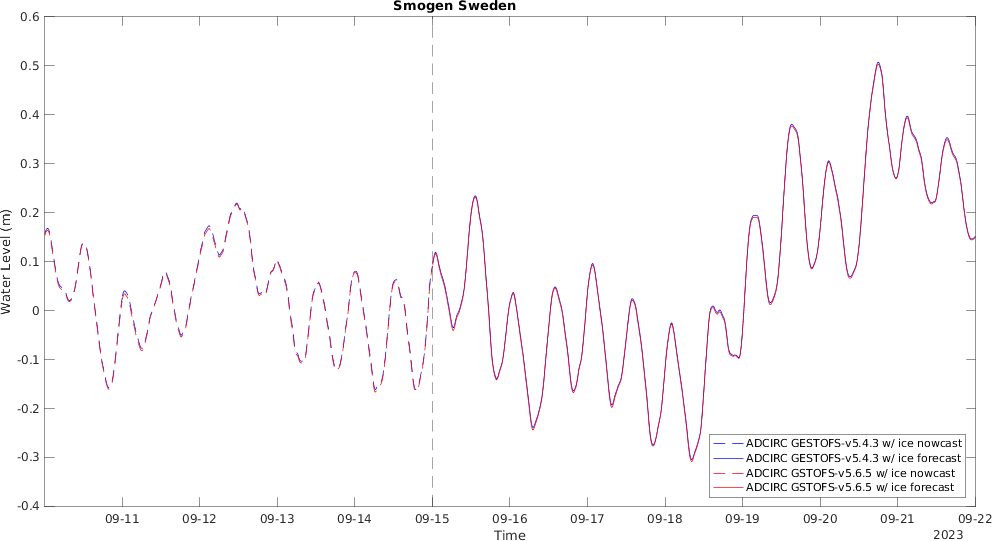 Smogen Sweden
0.6
0.5
0.4
0.3
0.2
0.1
0
-0.1
-0.2
-0.3
-0.4
Water Level (m)
ADCIRC GESTOFS-v5.4.3 w/ ice nowcast
ADCIRC GESTOFS-v5.4.3 w/ ice forecast
ADCIRC GSTOFS-v5.6.5 w/ ice nowcast
ADCIRC GSTOFS-v5.6.5 w/ ice forecast
09-11 09-12 09-13 09-14 09-15 09-16 09-17 09-18 09-19 09-20 09-21 09-22
Time
2023